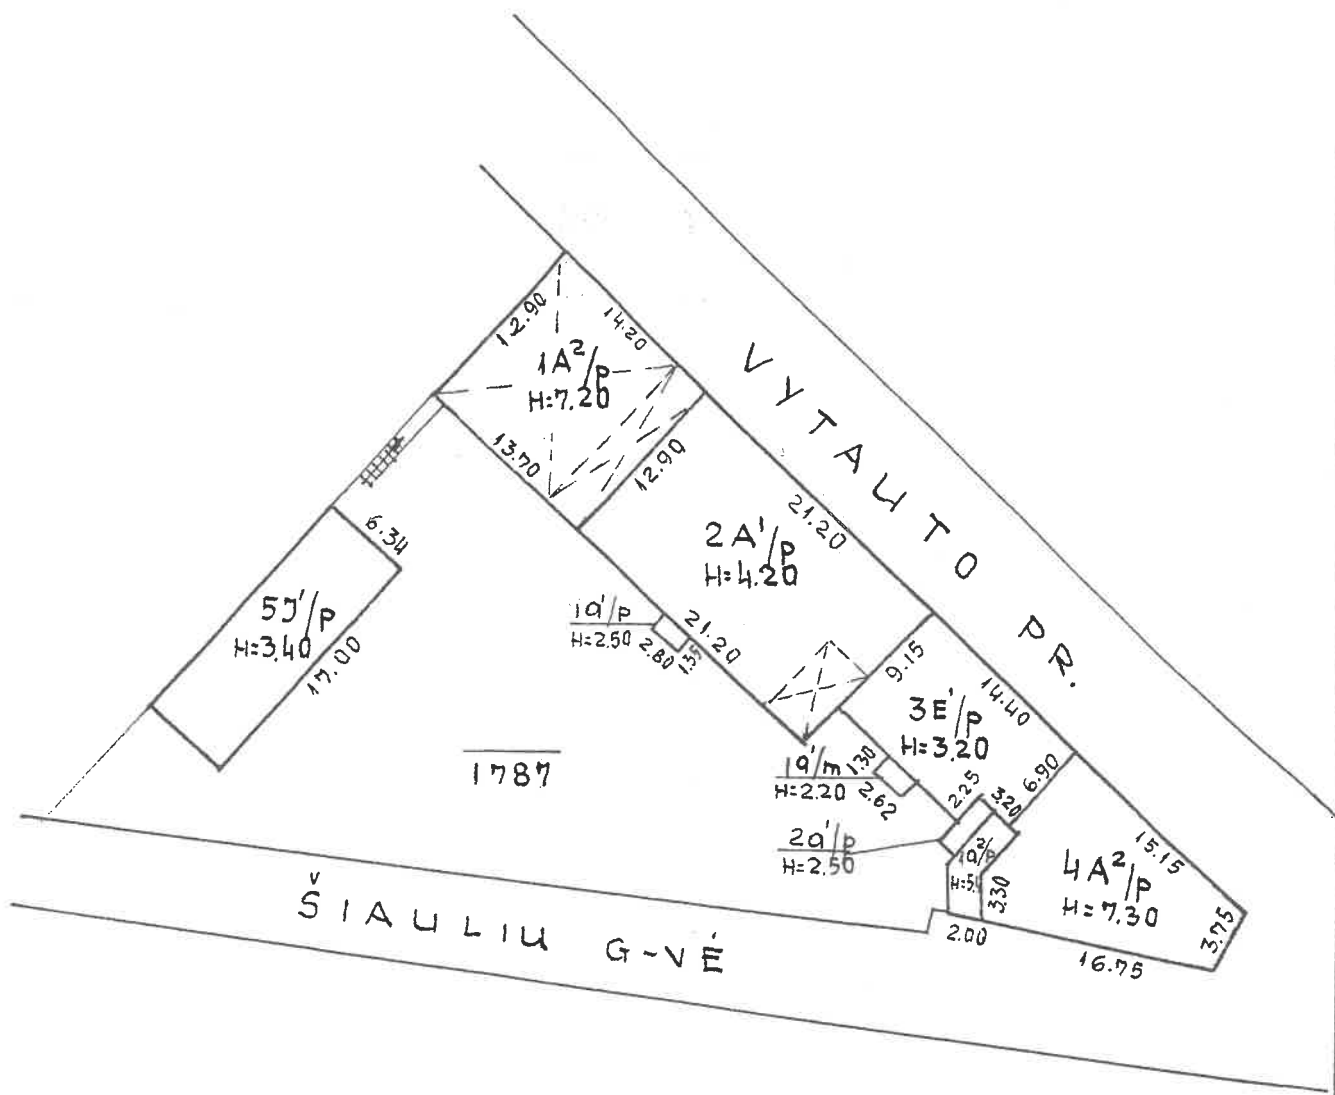 12.90
14.20
1A²/p
H=7.20
13.70
12.90
VYTAUTO PR.
21.20
2A¹/p
H=4.20
6.34
5J¹/p
H=3.40
17.00
1a¹/p
H=2.50
2.80
1.35
21.20
9.15
14.40
3E¹/p
H=3.20
1a¹/m
H=2.20
1.30
2.62
2.25
3.20
6.90
1787
2a¹/p
H=2.50
3.30
15.15
4A²/p
H=7.30
3.75
2.00
16.75
ŠIAULIU G-VĖ